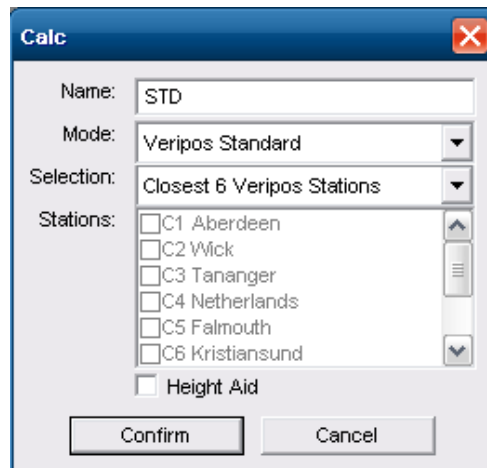 Calc
Name: STD
Mode: Veripos Standard
Selection: Closest 6 Veripos Stations
Stations: C1 Aberdeen
C2 Wick
C3 Tananger
C4 Netherlands
C5 Falmouth
C6 Kristiansund
Height Aid
Confirm Cancel